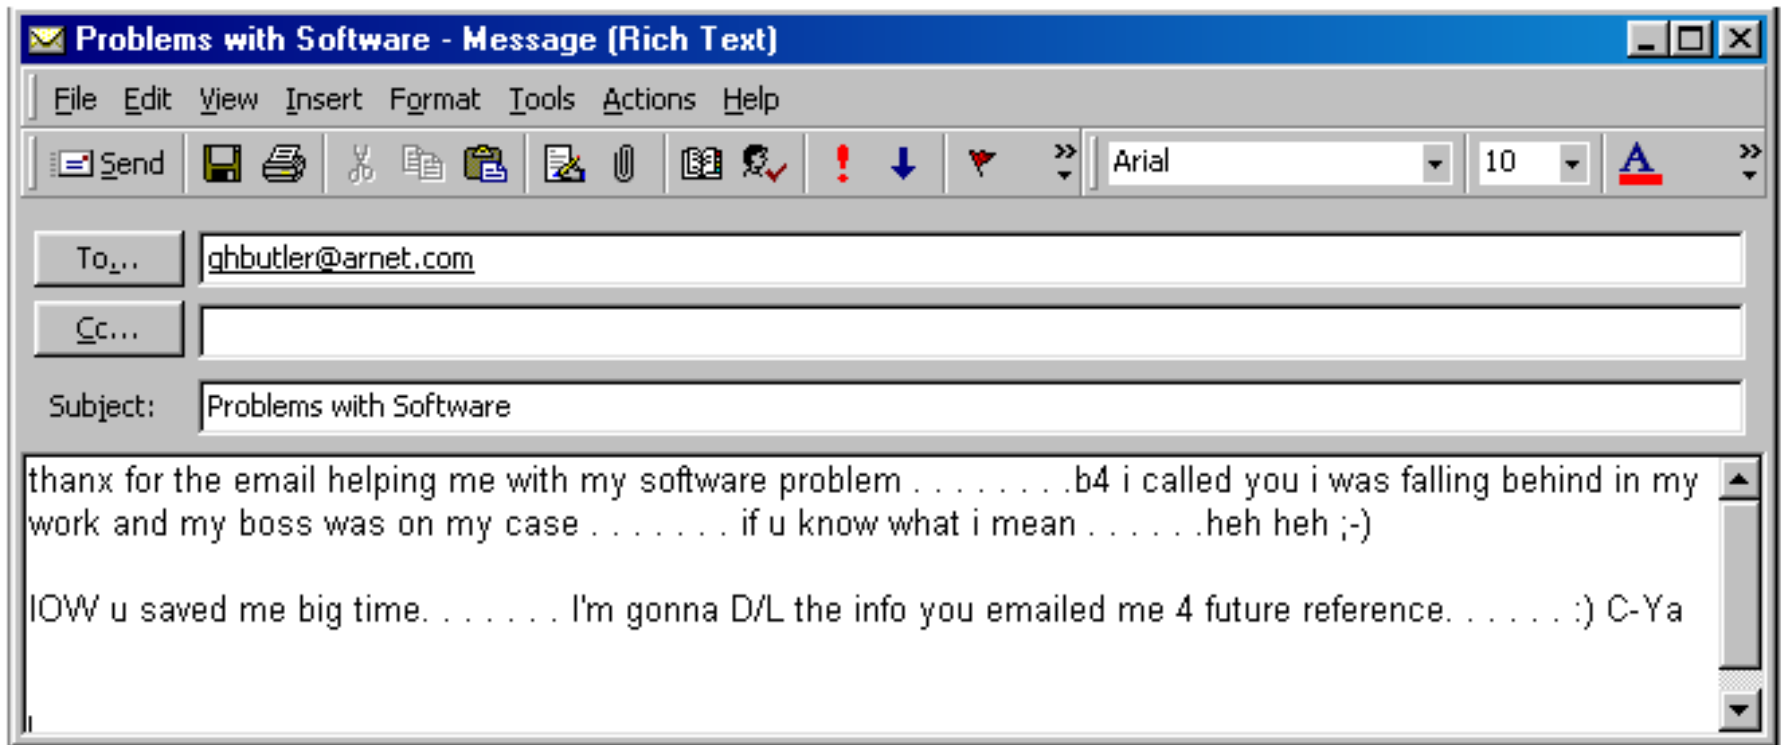 Problems with Software - Message (Rich Text)
File Edit View Insert Format Tools Actions Help
Send Arial 10 A
To... ghbutler@arnet.com
Cc...
Subject: Problems with Software
thanx for the email helping me with my software problem . . . . . . . .b4 i called you i was falling behind in my
work and my boss was on my case . . . . . . . if u know what i mean . . . . . .heh heh ;-)
IOW u saved me big time. . . . . . . I'm gonna D/L the info you emailed me 4 future reference. . . . . . :) C-Ya